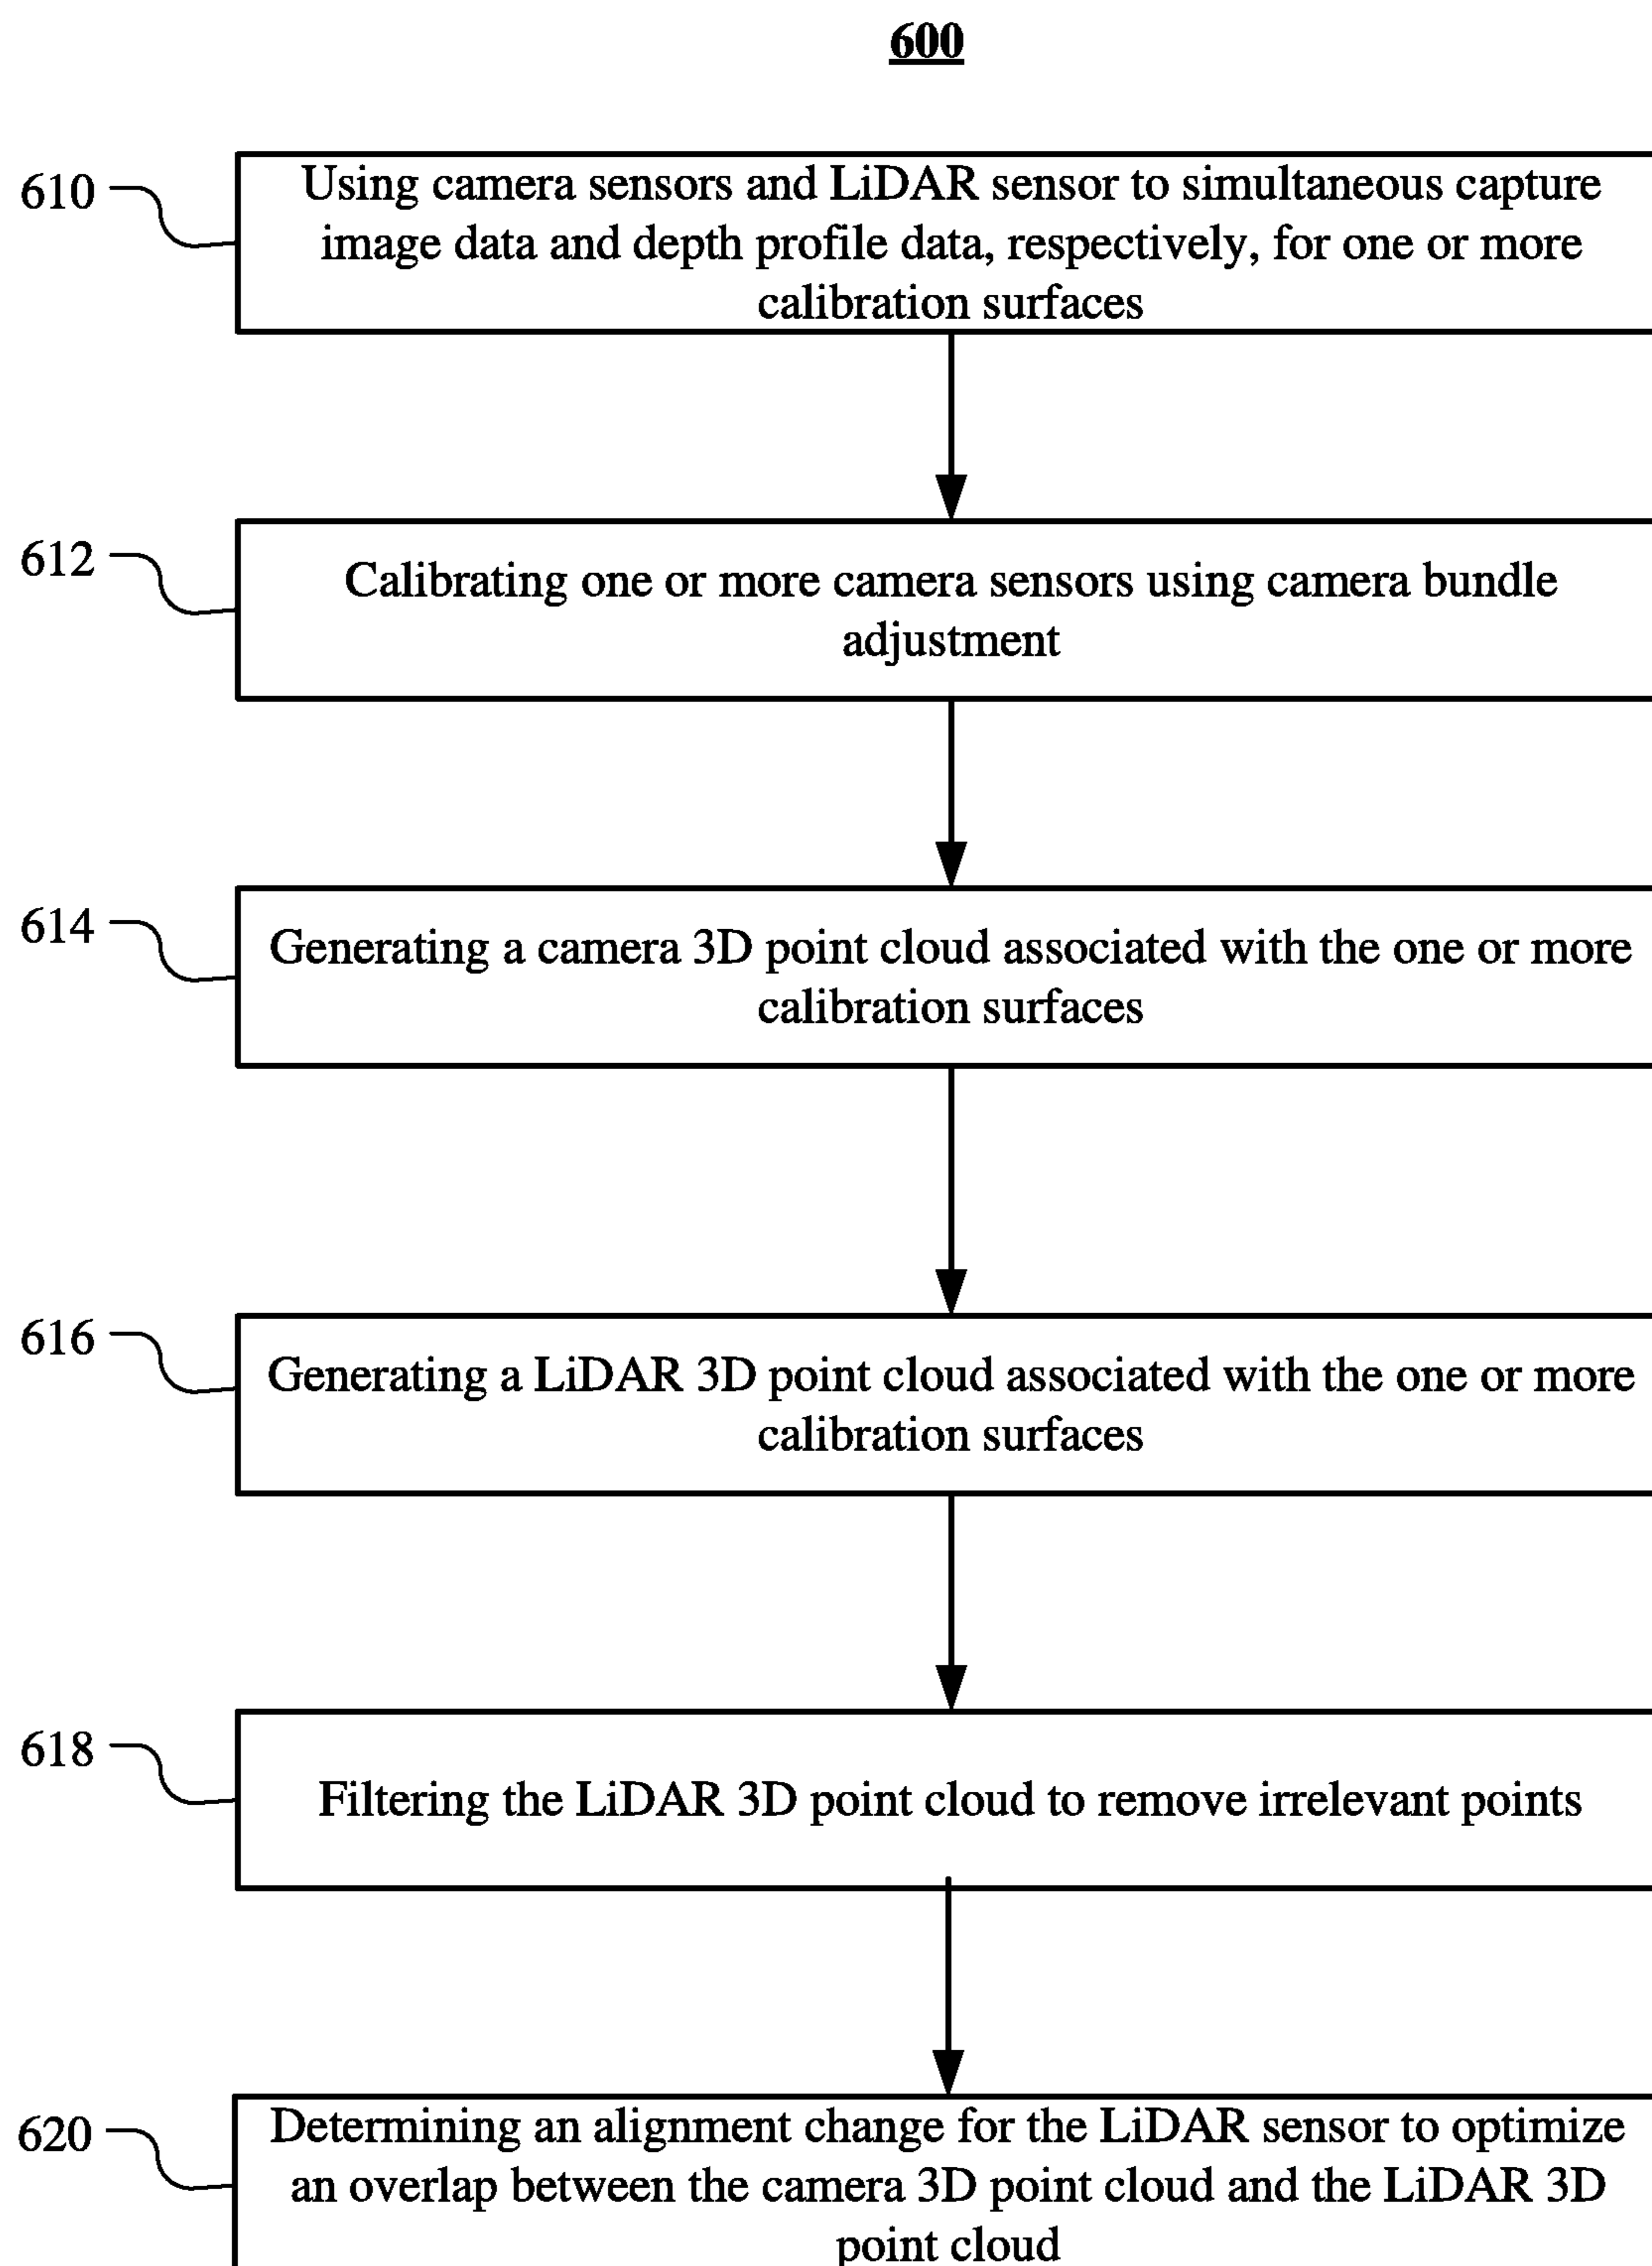 600
610
Using camera sensors and LiDAR sensor to simultaneous capture
image data and depth profile data, respectively, for one or more
calibration surfaces
612
Calibrating one or more camera sensors using camera bundle
adjustment
614
Generating a camera 3D point cloud associated with the one or more
calibration surfaces
616
Generating a LiDAR 3D point cloud associated with the one or more
calibration surfaces
618
Filtering the LiDAR 3D point cloud to remove irrelevant points
620
Determining an alignment change for the LiDAR sensor to optimize
an overlap between the camera 3D point cloud and the LiDAR 3D
point cloud